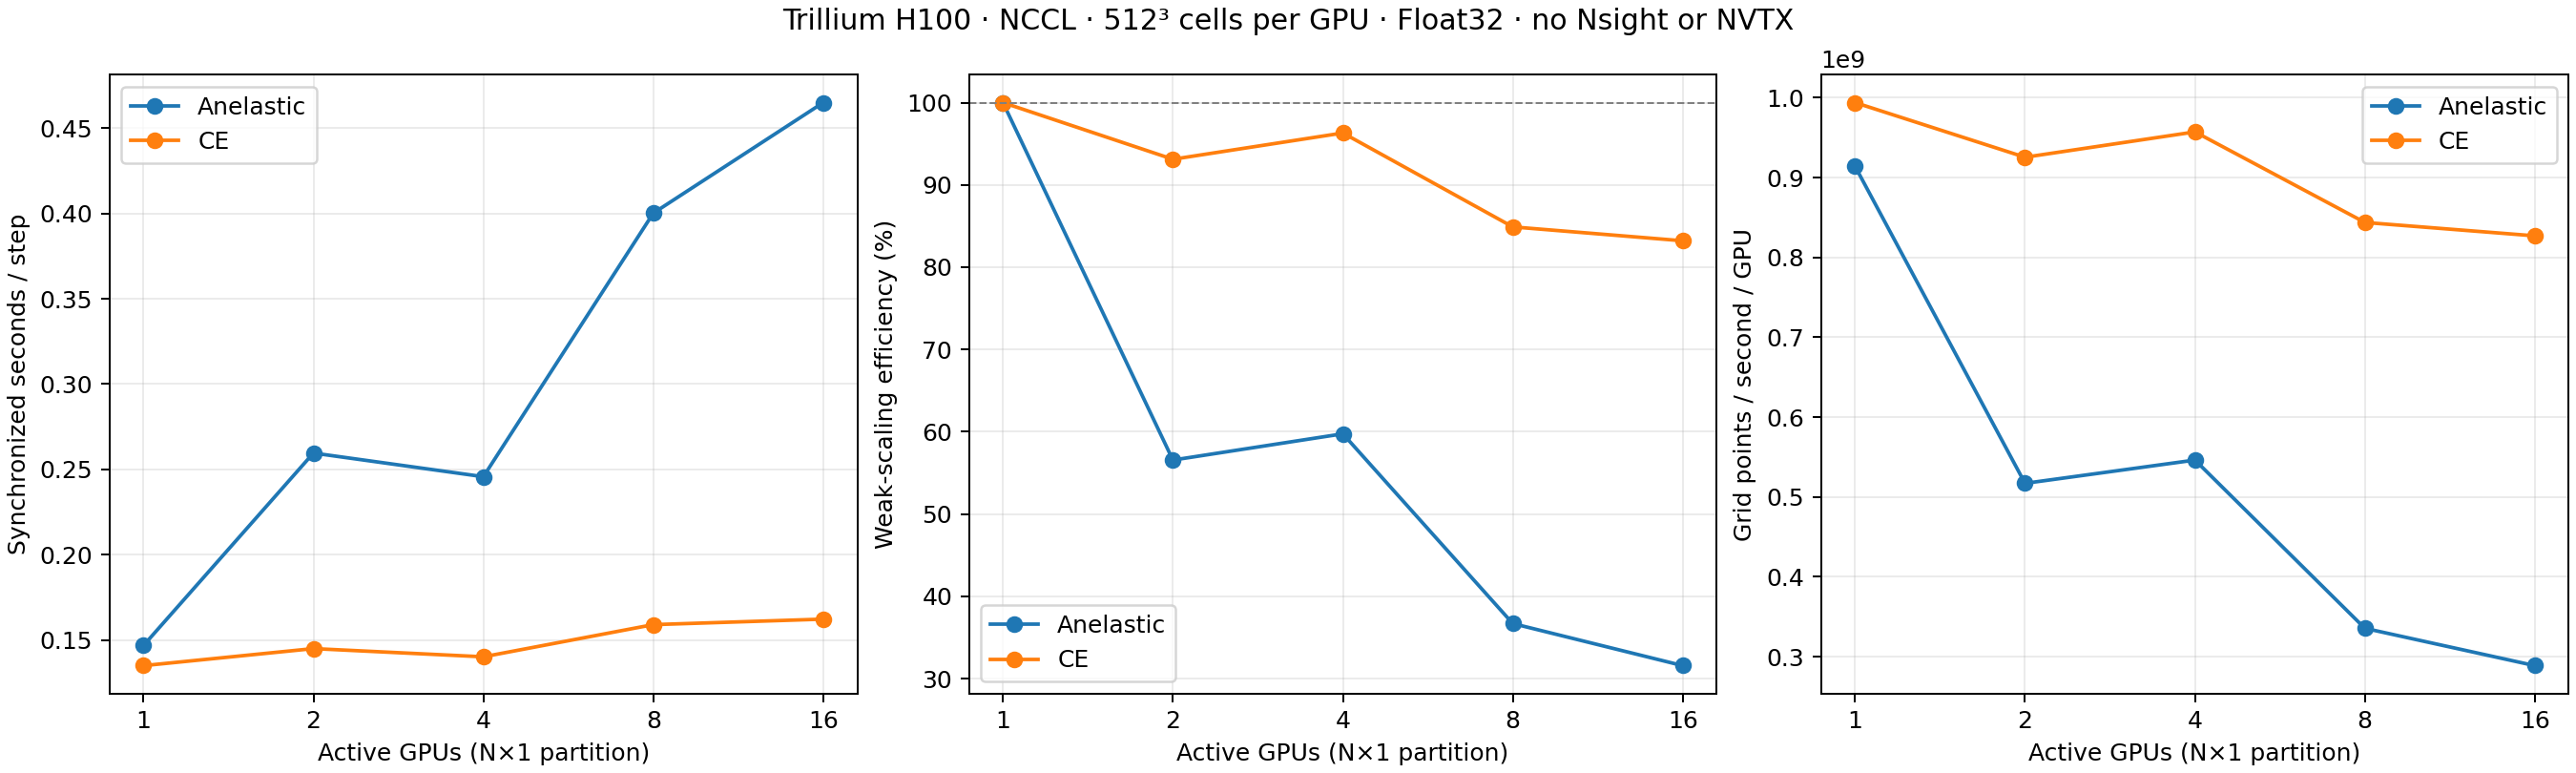 Trillium H100 · NCCL · 512³ cells per GPU · Float32 · no Nsight or NVTX
Synchronized seconds / step
0.45
0.40
0.35
0.30
0.25
0.20
0.15
Anelastic
CE
1 2 4 8 16
Active GPUs (N×1 partition)
Weak-scaling efficiency (%)
100
90
80
70
60
50
40
30
Anelastic
CE
1 2 4 8 16
Active GPUs (N×1 partition)
Grid points / second / GPU
1e9
1.0
0.9
0.8
0.7
0.6
0.5
0.4
0.3
Anelastic
CE
1 2 4 8 16
Active GPUs (N×1 partition)